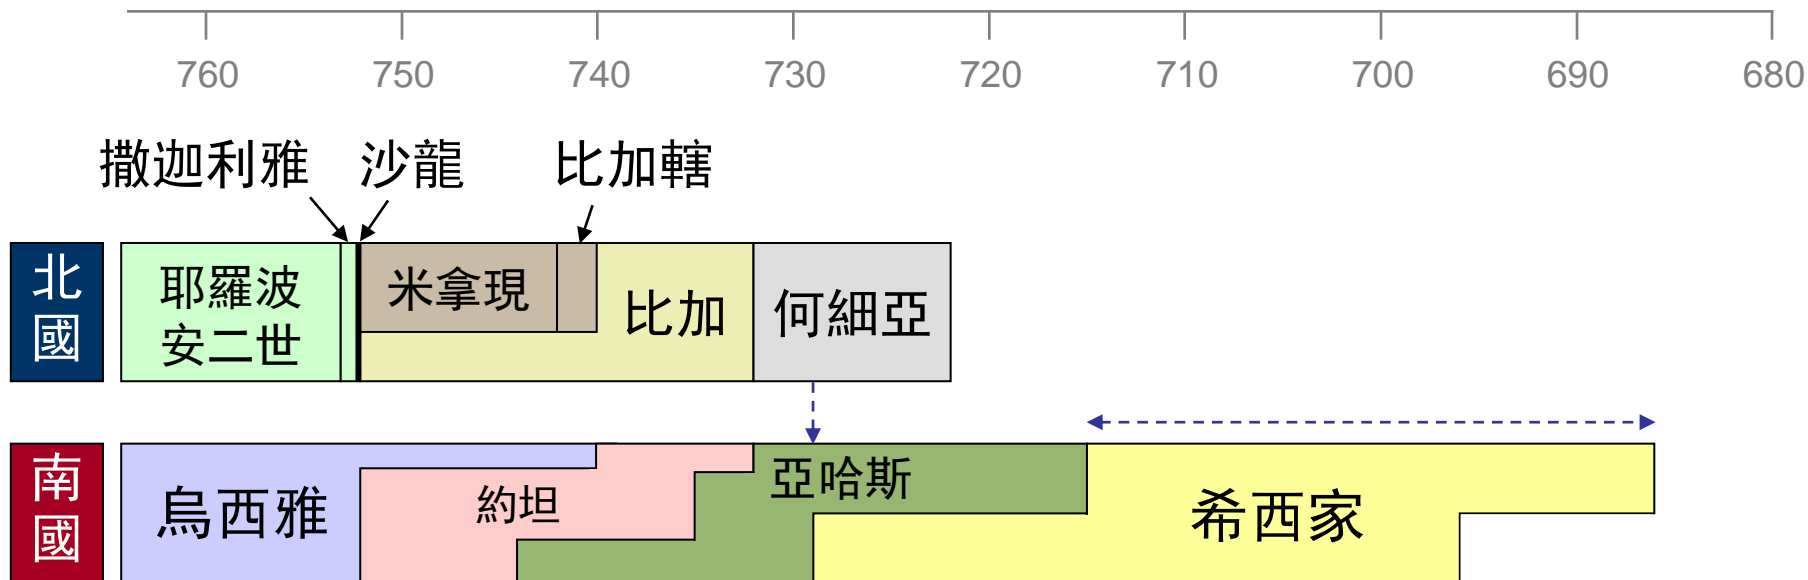 760 750 740 730 720 710 700 690 680
撒迦利雅 沙龍 比加轄
北國
耶羅波
安二世
米拿現
比加
何細亞
南國
烏西雅
約坦
亞哈斯
希西家